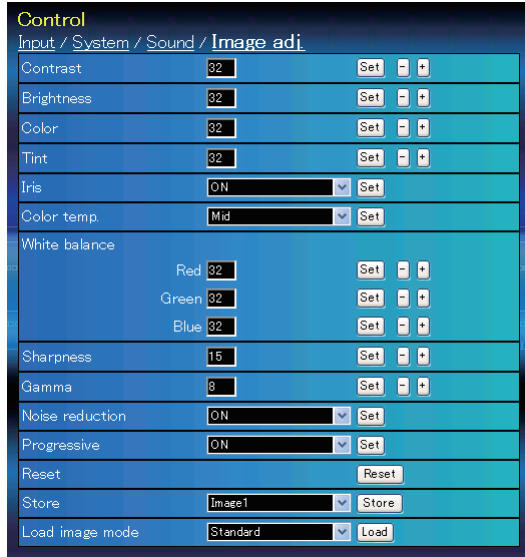 Control
Input / System / Sound / Image adj.
Contrast 32 Set - +
Brightness 32 Set - +
Color 32 Set - +
Tint 32 Set - +
Iris ON Set
Color temp. Mid Set
White balance
Red 32 Set - +
Green 32 Set - +
Blue 32 Set - +
Sharpness 15 Set - +
Gamma 8 Set - +
Noise reduction ON Set
Progressive ON Set
Reset Reset
Store Image1 Store
Load image mode Standard Load